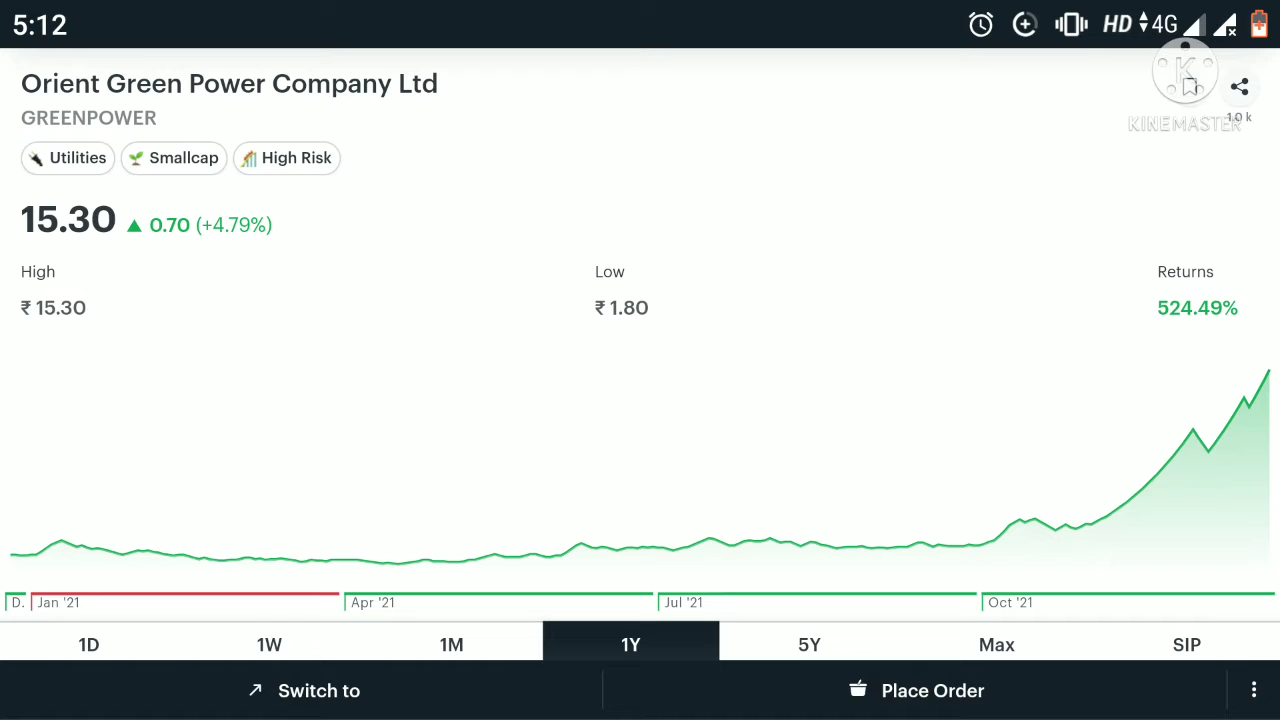 5:12 HD 4G
Orient Green Power Company Ltd
GREENPOWER
K
KINEMASTER
1.0 k
Utilities Smallcap High Risk
15.30 ▲ 0.70 (+4.79%)
High Low Returns
₹ 15.30 ₹ 1.80 524.49%
D. Jan '21 Apr '21 Jul '21 Oct '21
1D 1W 1M 1Y 5Y Max SIP
Switch to Place Order